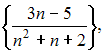 { (3n − 5) / (n² + n + 2) },